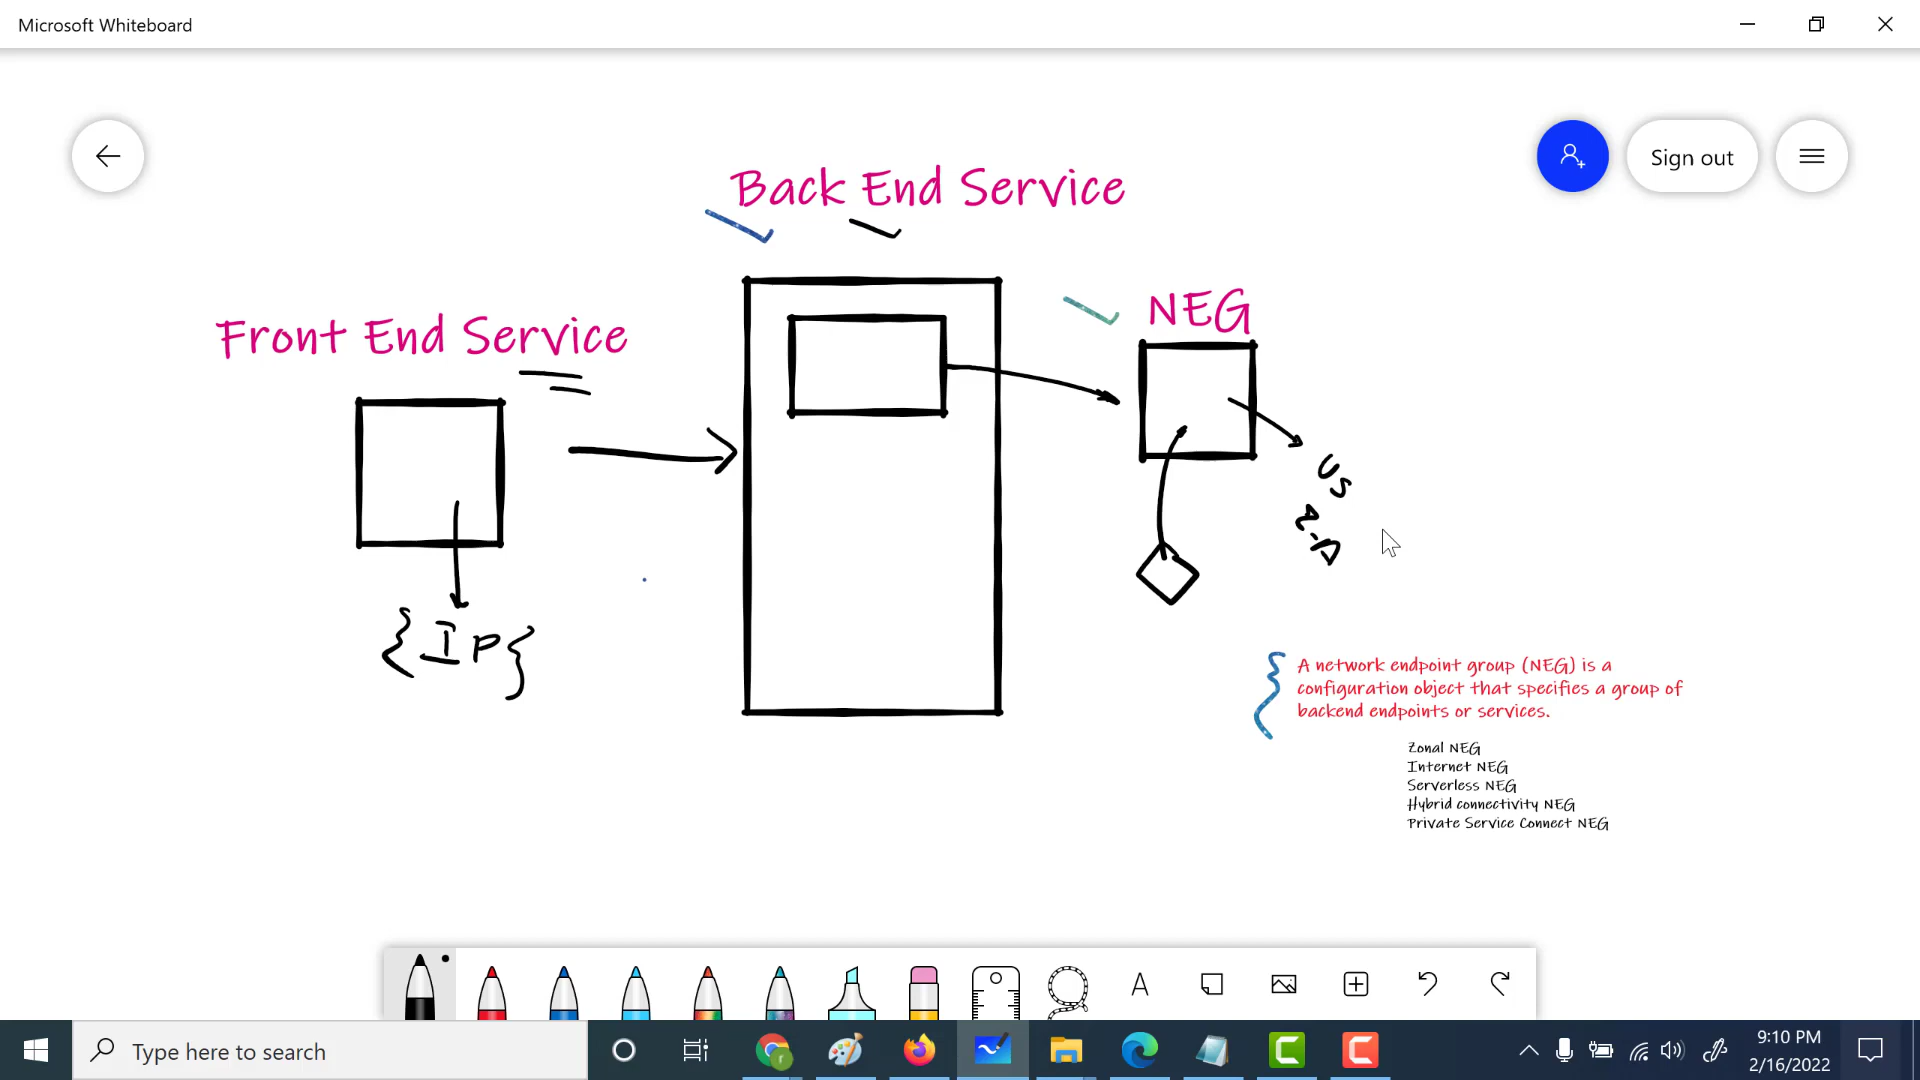 Microsoft Whiteboard
Sign out
Back End Service
NEG
Front End Service
US
{IP}
A network endpoint group (NEG) is a
configuration object that specifies a group of
backend endpoints or services.
Zonal NEG
Internet NEG
Serverless NEG
Hybrid connectivity NEG
Private Service Connect NEG
Type here to search
9:10 PM
2/16/2022